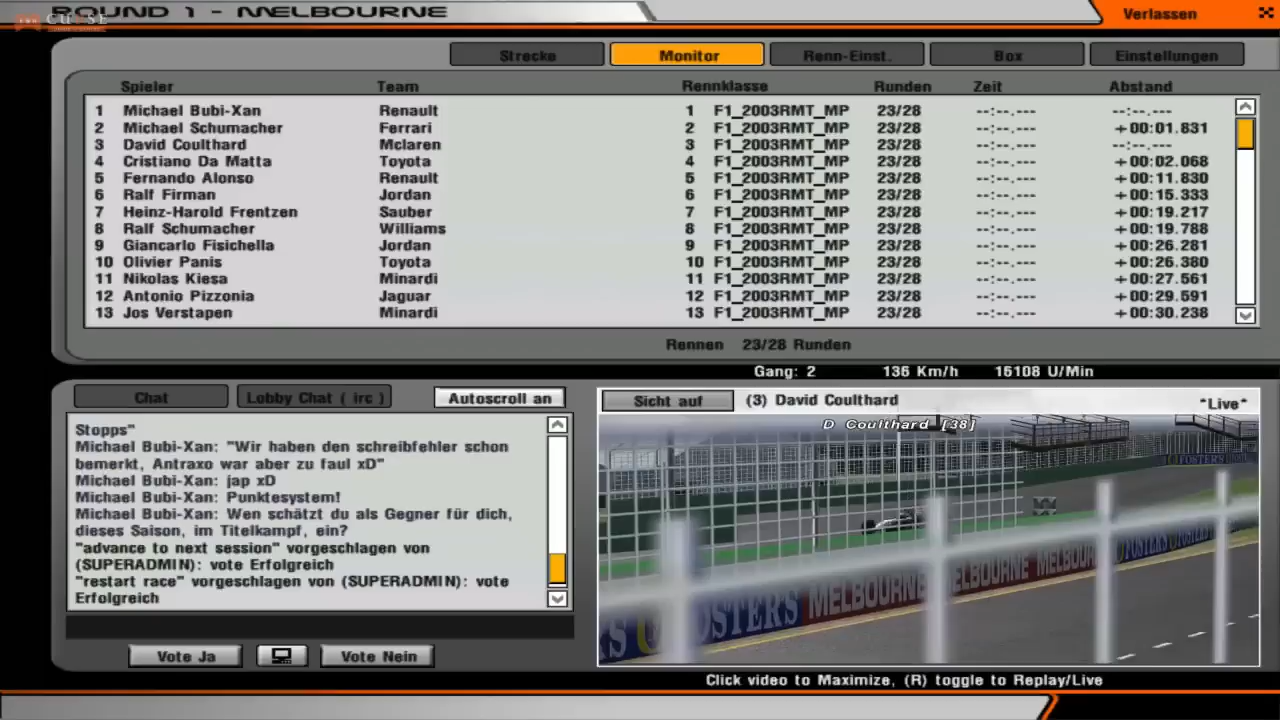 ROUND 1 - MELBOURNE
CURSE
Verlassen
Strecke Monitor Renn-Einst. Box Einstellungen
Spieler Team Rennklasse Runden Zeit Abstand
1 Michael Bubi-Xan Renault 1 F1_2003RMT_MP 23/28 --:--.--- --:--.---
2 Michael Schumacher Ferrari 2 F1_2003RMT_MP 23/28 --:--.--- +00:01.831
3 David Coulthard Mclaren 3 F1_2003RMT_MP 23/28 --:--.--- --:--.---
4 Cristiano Da Matta Toyota 4 F1_2003RMT_MP 23/28 --:--.--- +00:02.068
5 Fernando Alonso Renault 5 F1_2003RMT_MP 23/28 --:--.--- +00:11.830
6 Ralf Firman Jordan 6 F1_2003RMT_MP 23/28 --:--.--- +00:15.333
7 Heinz-Harold Frentzen Sauber 7 F1_2003RMT_MP 23/28 --:--.--- +00:19.217
8 Ralf Schumacher Williams 8 F1_2003RMT_MP 23/28 --:--.--- +00:19.788
9 Giancarlo Fisichella Jordan 9 F1_2003RMT_MP 23/28 --:--.--- +00:26.281
10 Olivier Panis Toyota 10 F1_2003RMT_MP 23/28 --:--.--- +00:26.380
11 Nikolas Kiesa Minardi 11 F1_2003RMT_MP 23/28 --:--.--- +00:27.561
12 Antonio Pizzonia Jaguar 12 F1_2003RMT_MP 23/28 --:--.--- +00:29.591
13 Jos Verstapen Minardi 13 F1_2003RMT_MP 23/28 --:--.--- +00:30.238
Rennen 23/28 Runden
Gang: 2 136 Km/h 15108 U/Min
Chat Lobby Chat ( irc ) Autoscroll an
Stopps"
Michael Bubi-Xan: "Wir haben den schreibfehler schon
bemerkt, Antraxo war aber zu faul xD"
Michael Bubi-Xan: jap xD
Michael Bubi-Xan: Punktesystem!
Michael Bubi-Xan: Wen schätzt du als Gegner für dich,
dieses Saison, im Titelkampf, ein?
"advance to next session" vorgeschlagen von
(SUPERADMIN): vote Erfolgreich
"restart race" vorgeschlagen von (SUPERADMIN): vote
Erfolgreich
Vote Ja Vote Nein
Sicht auf (3) David Coulthard *Live*
D Coulthard [38]
FOSTERS
FOSTERS MELBOURNE MELBOURNE MELBOURNE FOSTERS FOSTERS
Click video to Maximize, (R) toggle to Replay/Live